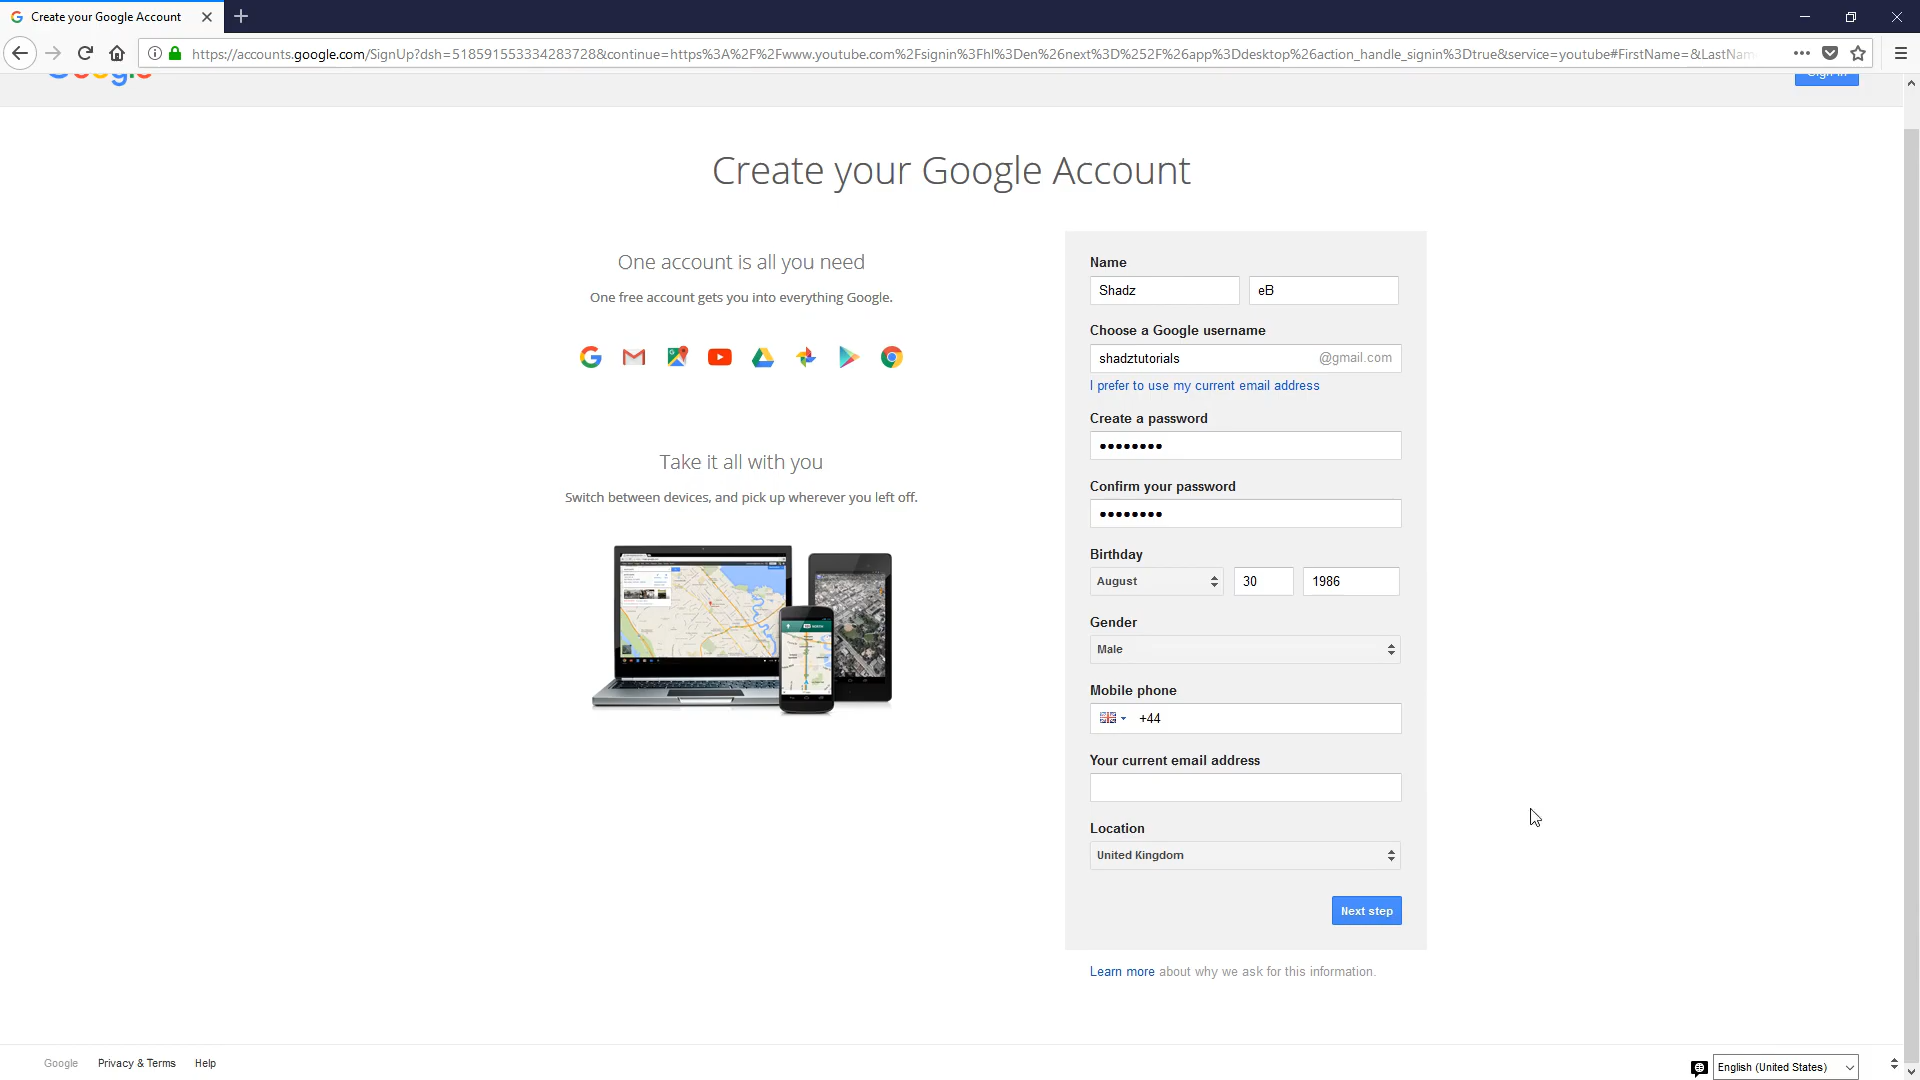 Create your Google Account
https://accounts.google.com/SignUp?dsh=518591553334283728&continue=https%3A%2F%2Fwww.youtube.com%2Fsignin%3Fhl%3Den%26next%3D%252F%26app%3Ddesktop%26action_handle_signin%3Dtrue&service=youtube#FirstName=&LastNam
Google
Sign in
Create your Google Account
One account is all you need
One free account gets you into everything Google.
Take it all with you
Switch between devices, and pick up wherever you left off.
Name
Shadz eB
Choose a Google username
shadztutorials @gmail.com
I prefer to use my current email address
Create a password
Confirm your password
Birthday
August 30 1986
Gender
Male
Mobile phone
+44
Your current email address
Location
United Kingdom
Next step
Learn more about why we ask for this information.
Google Privacy & Terms Help
English (United States)